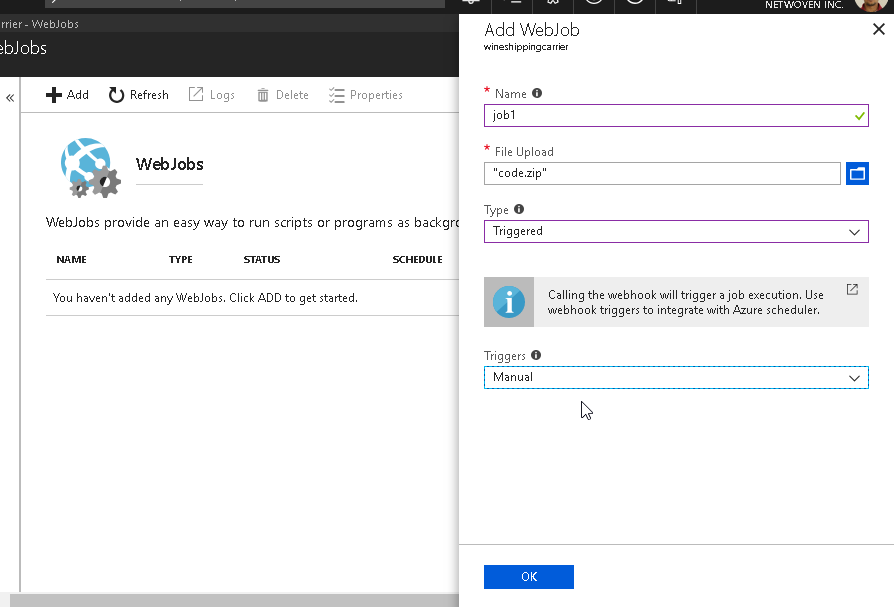 NETWOVEN INC.
rrier - WebJobs
ebJobs
Add
Refresh
Logs
Delete
Properties
WebJobs
WebJobs provide an easy way to run scripts or programs as backgr
NAME TYPE STATUS SCHEDULE
You haven't added any WebJobs. Click ADD to get started.
Add WebJob
wineshippingcarrier
* Name
job1
* File Upload
"code.zip"
Type
Triggered
Calling the webhook will trigger a job execution. Use
webhook triggers to integrate with Azure scheduler.
Triggers
Manual
OK